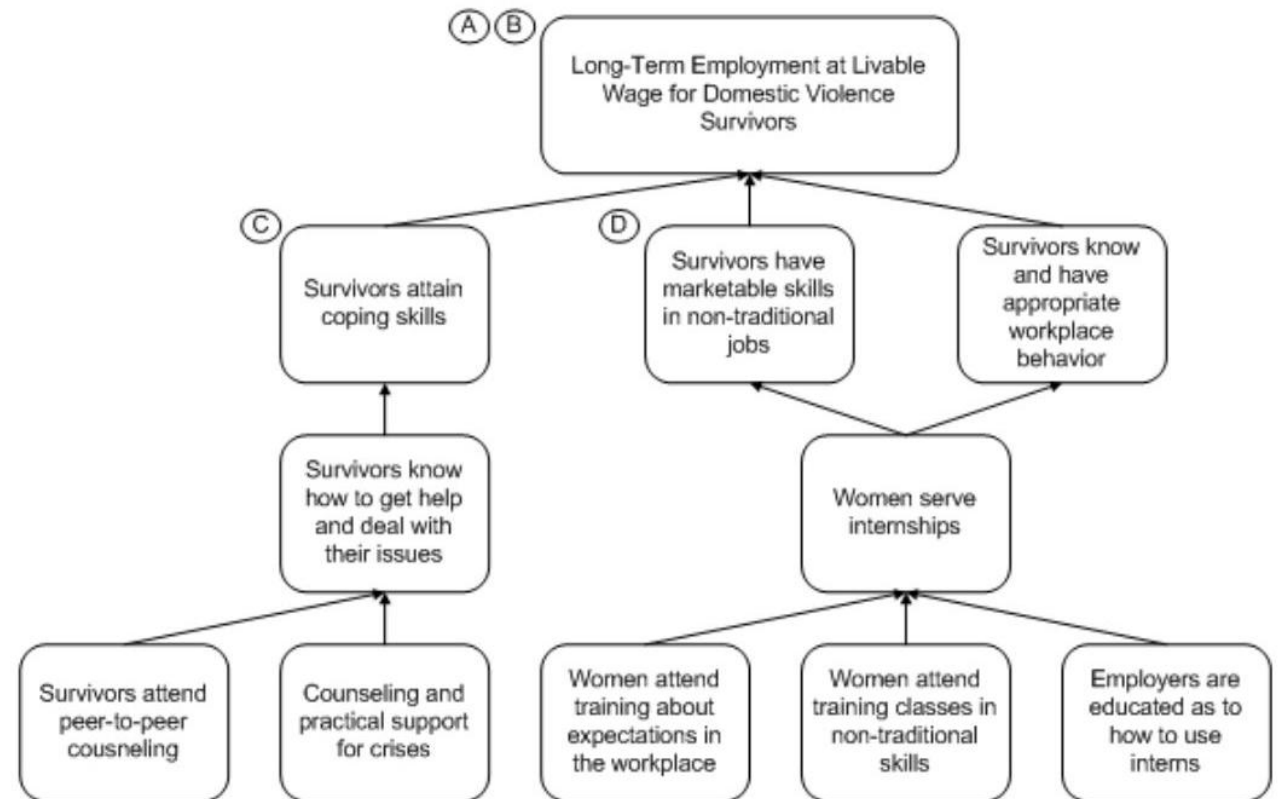 A B
Long-Term Employment at Livable
Wage for Domestic Violence
Survivors
C
Survivors attain
coping skills
D
Survivors have
marketable skills
in non-traditional
jobs
Survivors know
and have
appropriate
workplace
behavior
Survivors know
how to get help
and deal with
their issues
Women serve
internships
Survivors attend
peer-to-peer
cousneling
Counseling and
practical support
for crises
Women attend
training about
expectations in
the workplace
Women attend
training classes in
non-traditional
skills
Employers are
educated as to
how to use
interns